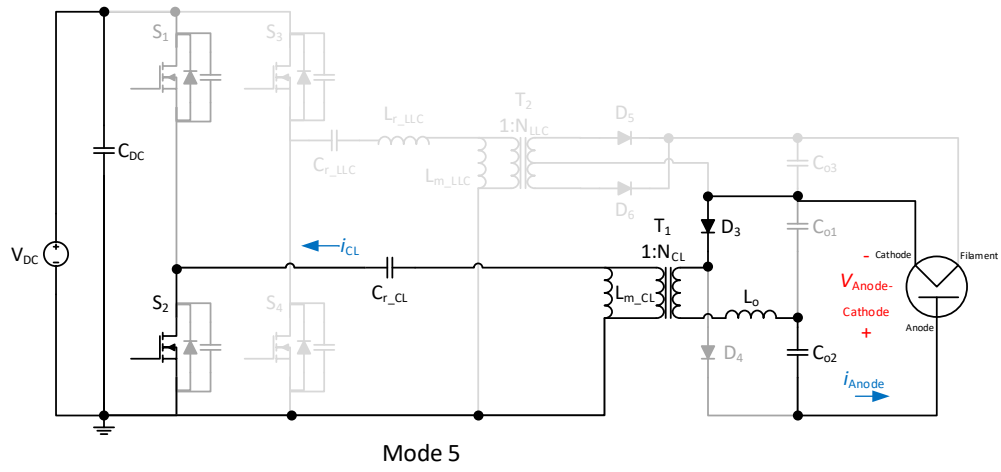 S1
S3
CDC
Cr_LLC
Lr_LLC
Lm_LLC
T2
1:NLLC
D5
D6
Co3
VDC
iCL
S2
S4
Cr_CL
Lm_CL
T1
1:NCL
D3
D4
Lo
Co1
Co2
-
Cathode
Filament
VAnode-
Cathode
+
Anode
iAnode
Mode 5